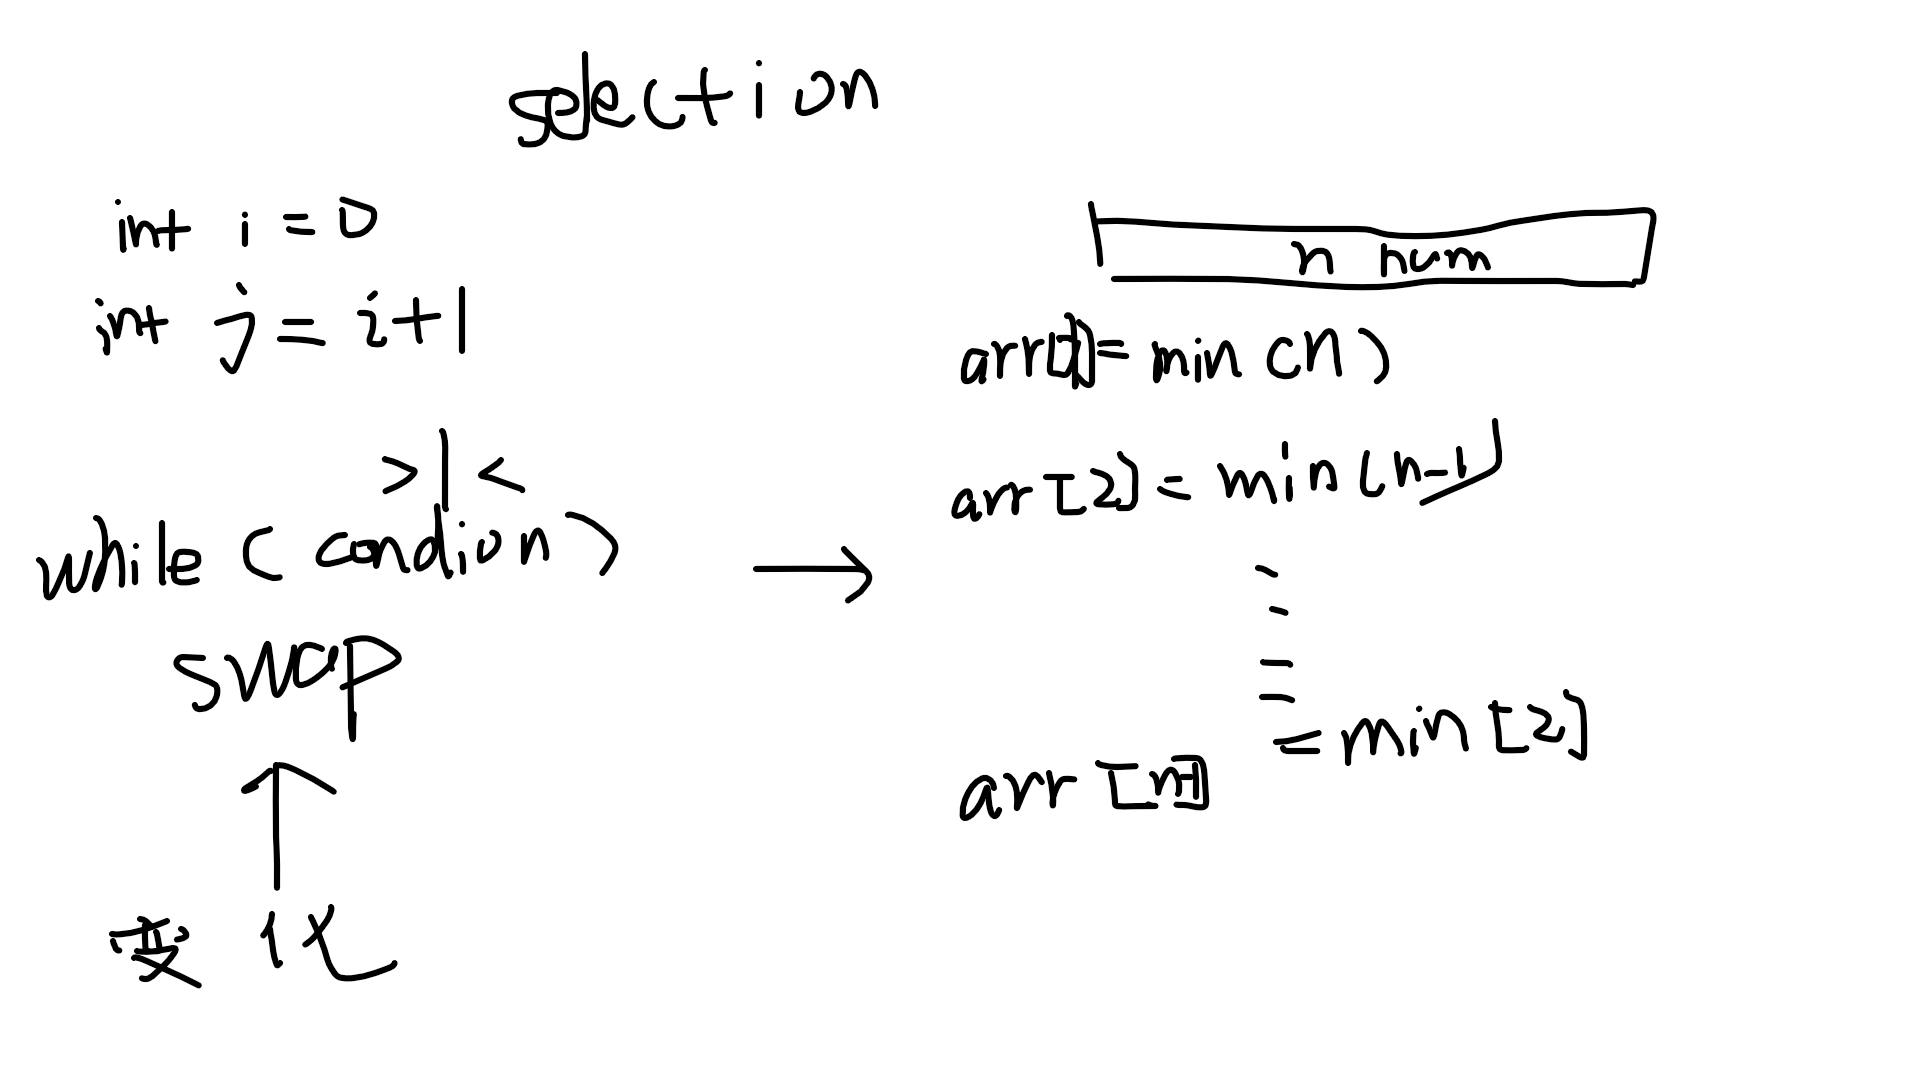 selection
int i = 0
int j = i+1
> | <
while ( condion )
swap
变化
n num
arr[1] = min (n)
arr [2] = min (n-1)
= min [2]
arr [n-1]